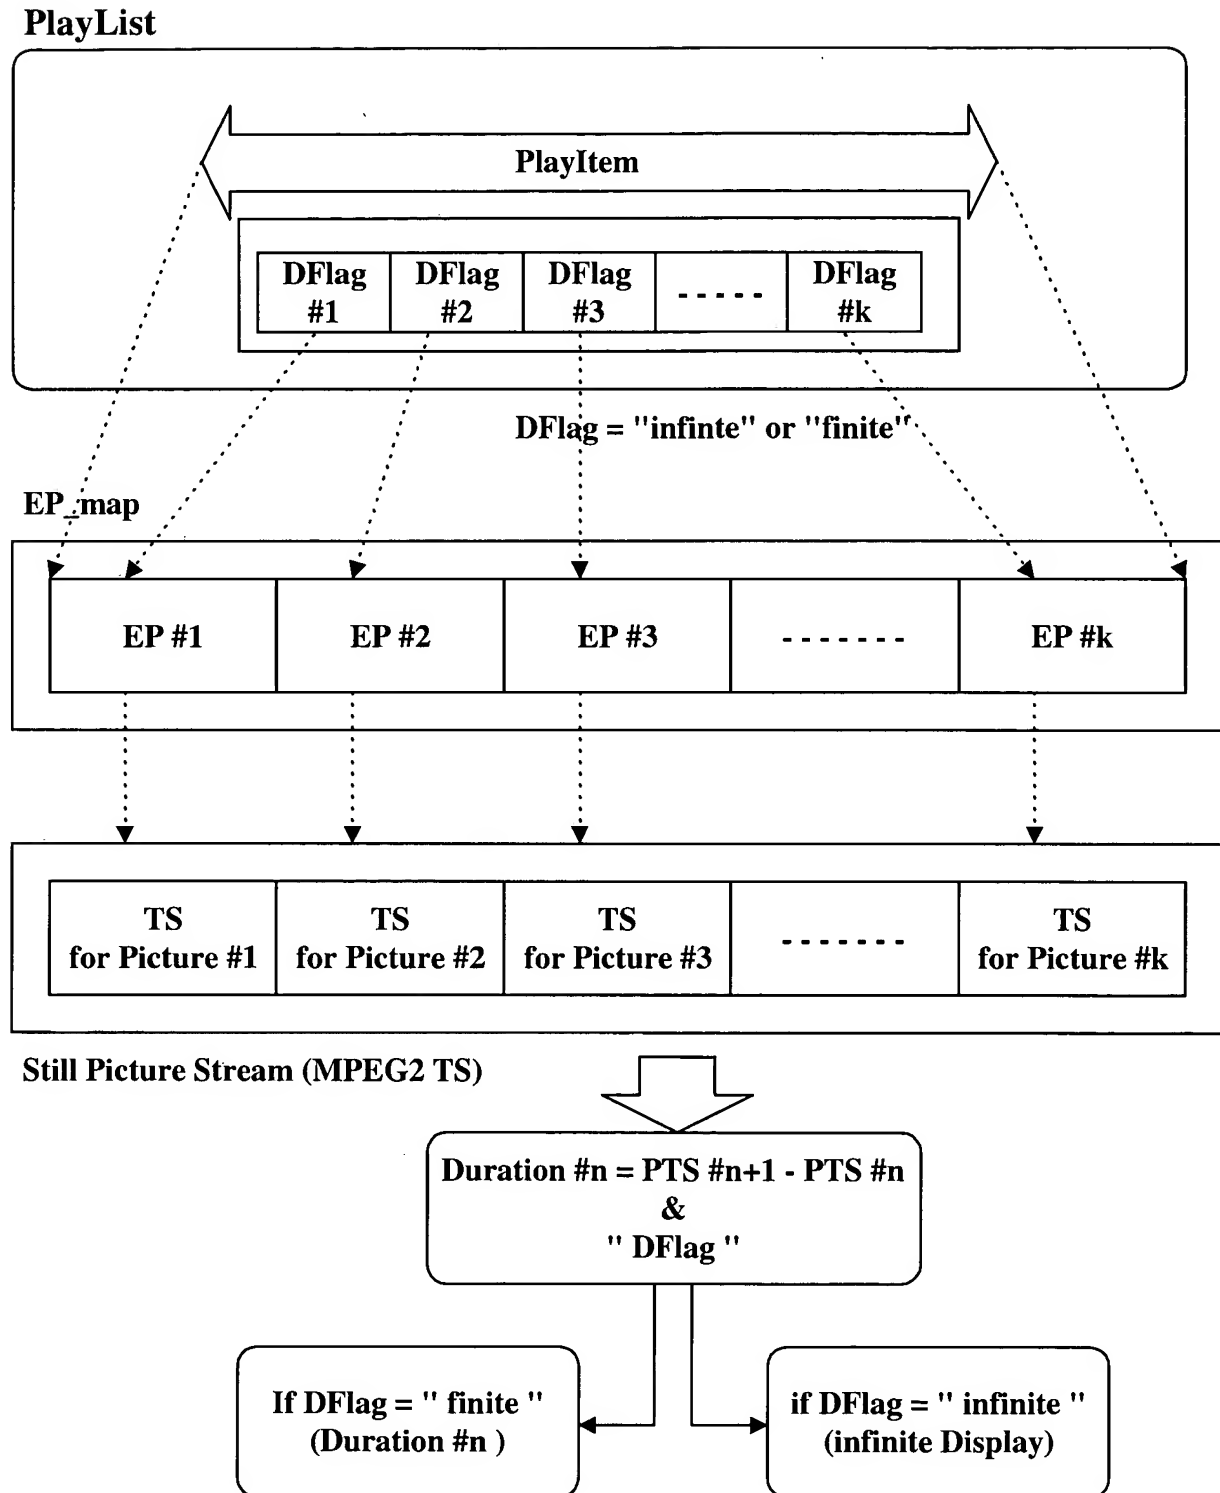 PlayList
PlayItem
DFlag #1
DFlag #2
DFlag #3
-----
DFlag #k
DFlag = "infinte" or "finite"
EP_map
EP #1
EP #2
EP #3
-------
EP #k
TS
for Picture #1
TS
for Picture #2
TS
for Picture #3
-------
TS
for Picture #k
Still Picture Stream (MPEG2 TS)
Duration #n = PTS #n+1 - PTS #n
&
" DFlag "
If DFlag = " finite "
(Duration #n )
if DFlag = " infinite "
(infinite Display)